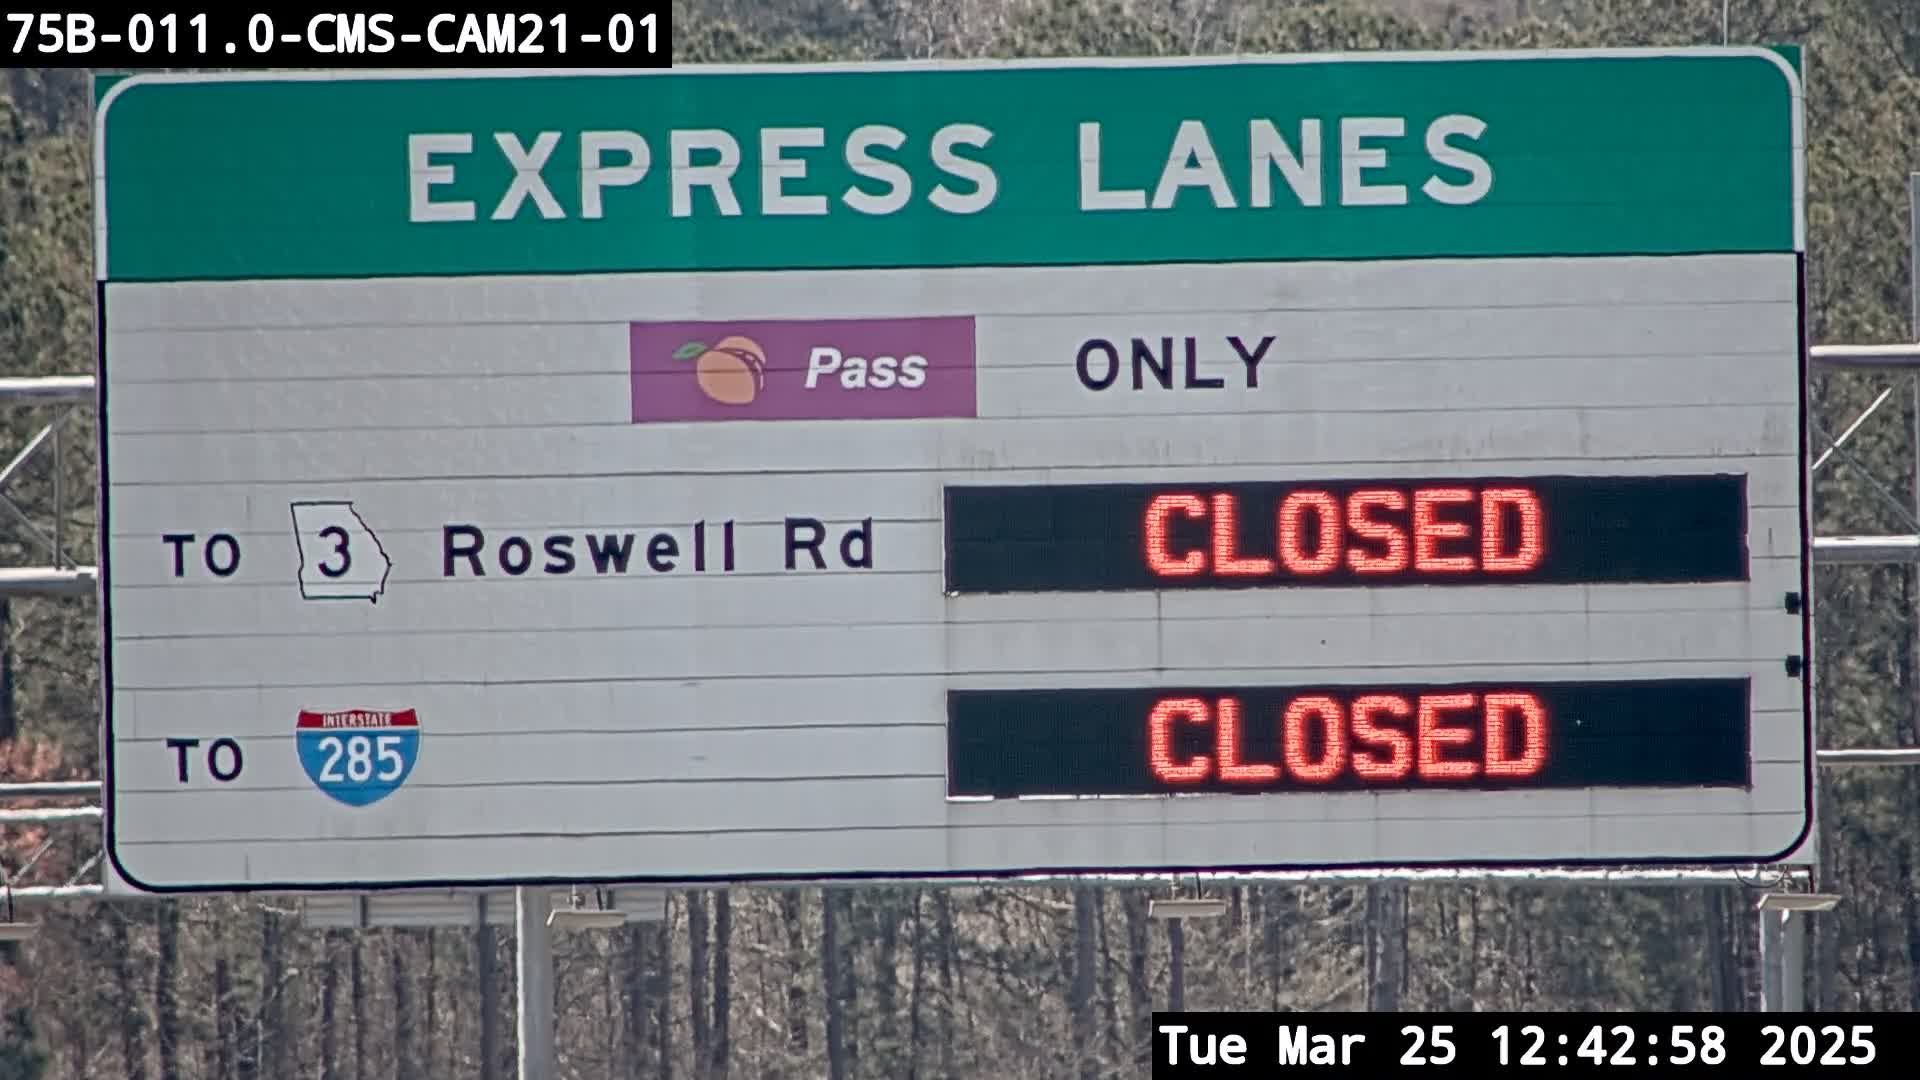 75B-011.0-CMS-CAM21-01
EXPRESS LANES
Pass ONLY
TO 3 Roswell Rd CLOSED
TO INTERSTATE 285 CLOSED
Tue Mar 25 12:42:58 2025